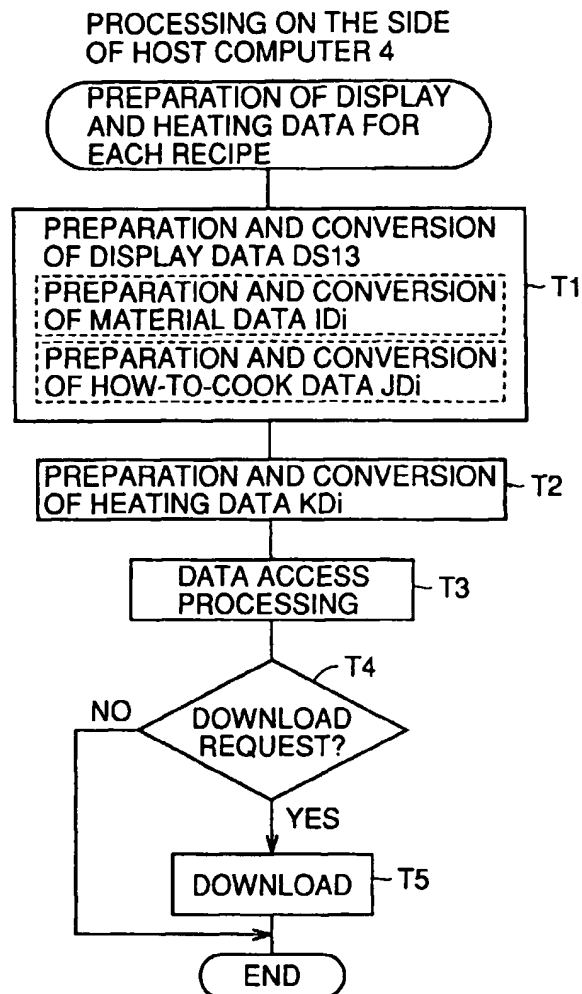 PROCESSING ON THE SIDE
OF HOST COMPUTER 4
PREPARATION OF DISPLAY
AND HEATING DATA FOR
EACH RECIPE
PREPARATION AND CONVERSION
OF DISPLAY DATA DS13
T1
PREPARATION AND CONVERSION
OF MATERIAL DATA IDi
PREPARATION AND CONVERSION
OF HOW-TO-COOK DATA JDi
PREPARATION AND CONVERSION
OF HEATING DATA KDi
T2
DATA ACCESS
PROCESSING
T3
T4
NO
DOWNLOAD
REQUEST?
YES
DOWNLOAD
T5
END